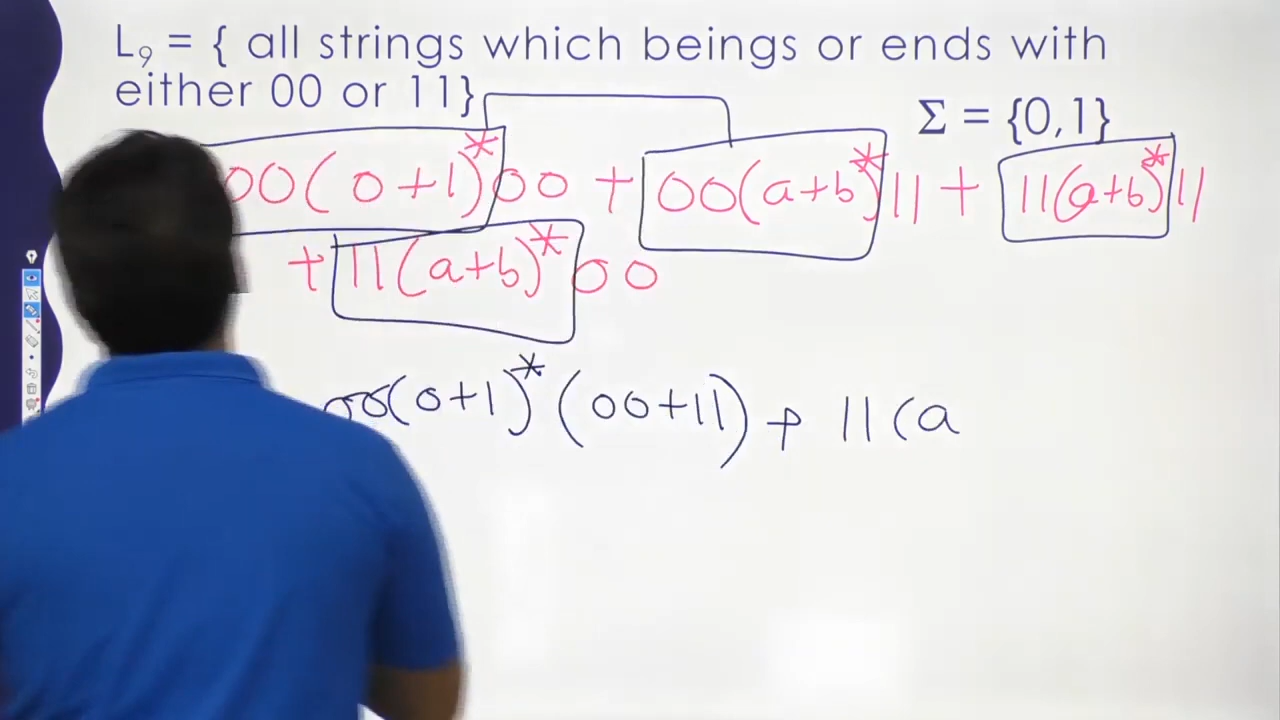 L₉ = { all strings which beings or ends with
either 00 or 11}
Σ = {0,1}
00(0+1)*00 + 00(a+b)*11 + 11(a+b)*11
+11(a+b)*00
00(0+1)*(00+11) + 11(a